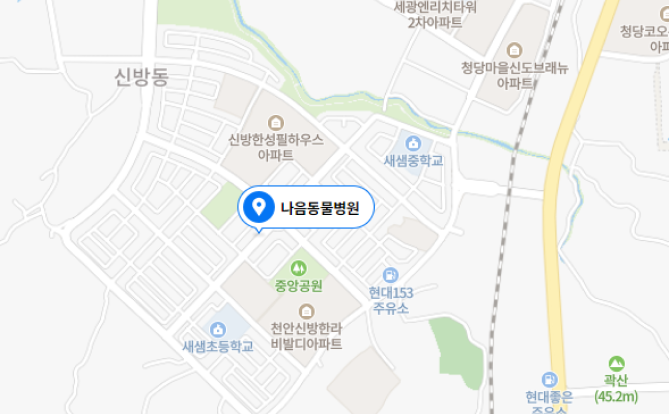 세광엔리치타워
2차아파트
청당코오
아파
청당마을신도브래뉴
아파트
신방동
신방한성필하우스
아파트
새샘중학교
나음동물병원
중앙공원
현대153
주유소
천안신방한라
비발디아파트
새샘초등학교
곽산
(45.2m)
현대좋은
주유소